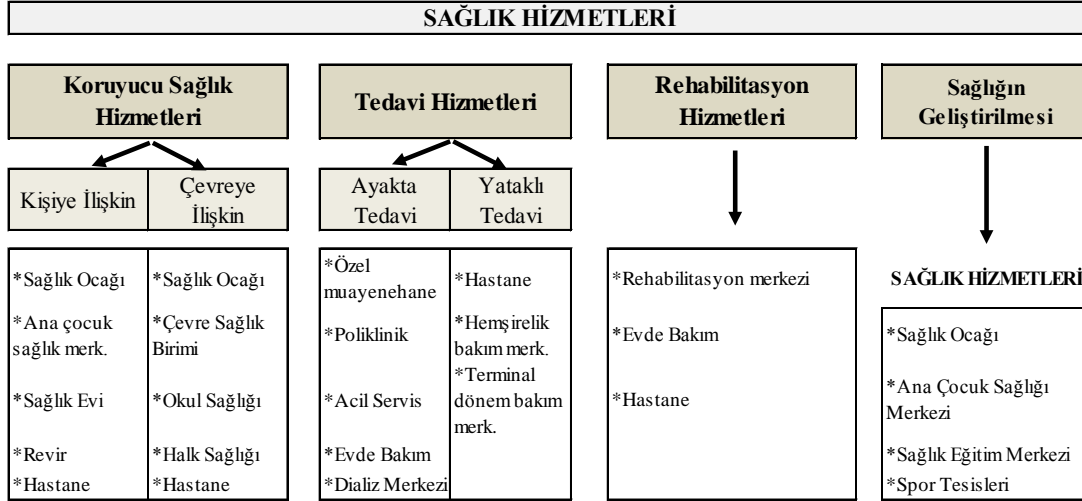 SAĞLIK HİZMETLERİ
Koruyucu Sağlık
Hizmetleri
Kişiye İlişkin
Çevreye
İlişkin
*Sağlık Ocağı
*Ana çocuk
sağlık merk.
*Sağlık Evi
*Revir
*Hastane
*Sağlık Ocağı
*Çevre Sağlık
Birimi
*Okul Sağlığı
*Halk Sağlığı
*Hastane
Tedavi Hizmetleri
Ayakta
Tedavi
Yataklı
Tedavi
*Özel
muayenehane
*Poliklinik
*Acil Servis
*Evde Bakım
*Dializ Merkezi
*Hastane
*Hemşirelik
bakım merk.
*Terminal
dönem bakım
merk.
Rehabilitasyon
Hizmetleri
*Rehabilitasyon merkezi
*Evde Bakım
*Hastane
Sağlığın
Geliştirilmesi
SAĞLIK HİZMETLERİ
*Sağlık Ocağı
*Ana Çocuk Sağlığı
Merkezi
*Sağlık Eğitim Merkezi
*Spor Tesisleri